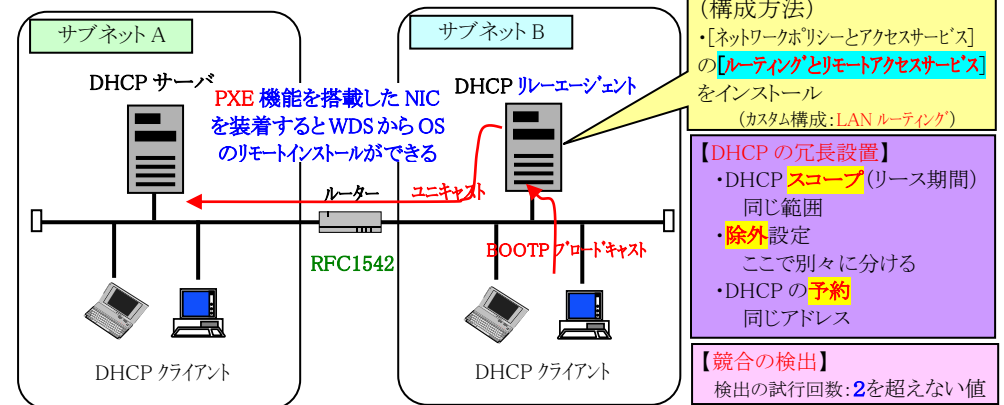 サブネット A
サブネット B
DHCP サーバ
PXE 機能を搭載した NIC
を装着すると WDS から OS
のリモートインストールができる
DHCP リレーエージェント
ルーター
ユニキャスト
RFC1542
BOOTP ブロードキャスト
DHCP クライアント
DHCP クライアント
(構成方法)
・[ネットワークポリシーとアクセスサービス]
の[ルーティングとリモートアクセスサービス]
をインストール
(カスタム構成:LAN ルーティング)
【DHCP の冗長設置】
・DHCP スコープ(リース期間)
同じ範囲
・除外設定
ここで別々に分ける
・DHCP の予約
同じアドレス
【競合の検出】
検出の試行回数:2を超えない値